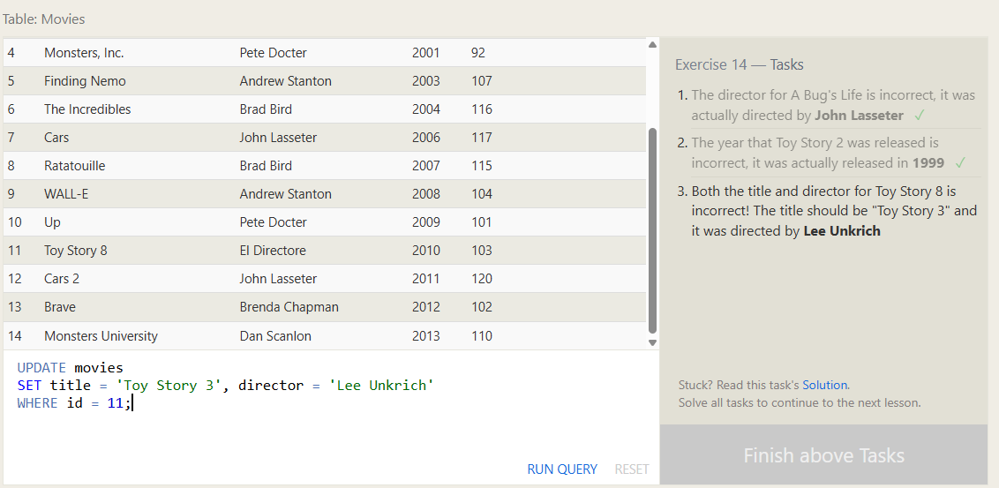 Table: Movies
4 Monsters, Inc. Pete Docter 2001 92
5 Finding Nemo Andrew Stanton 2003 107
6 The Incredibles Brad Bird 2004 116
7 Cars John Lasseter 2006 117
8 Ratatouille Brad Bird 2007 115
9 WALL-E Andrew Stanton 2008 104
10 Up Pete Docter 2009 101
11 Toy Story 8 El Directore 2010 103
12 Cars 2 John Lasseter 2011 120
13 Brave Brenda Chapman 2012 102
14 Monsters University Dan Scanlon 2013 110
UPDATE movies
SET title = 'Toy Story 3', director = 'Lee Unkrich'
WHERE id = 11;
RUN QUERY RESET
Exercise 14 — Tasks
1. The director for A Bug's Life is incorrect, it was
actually directed by John Lasseter ✓
2. The year that Toy Story 2 was released is
incorrect, it was actually released in 1999 ✓
3. Both the title and director for Toy Story 8 is
incorrect! The title should be "Toy Story 3" and
it was directed by Lee Unkrich
Stuck? Read this task's Solution.
Solve all tasks to continue to the next lesson.
Finish above Tasks